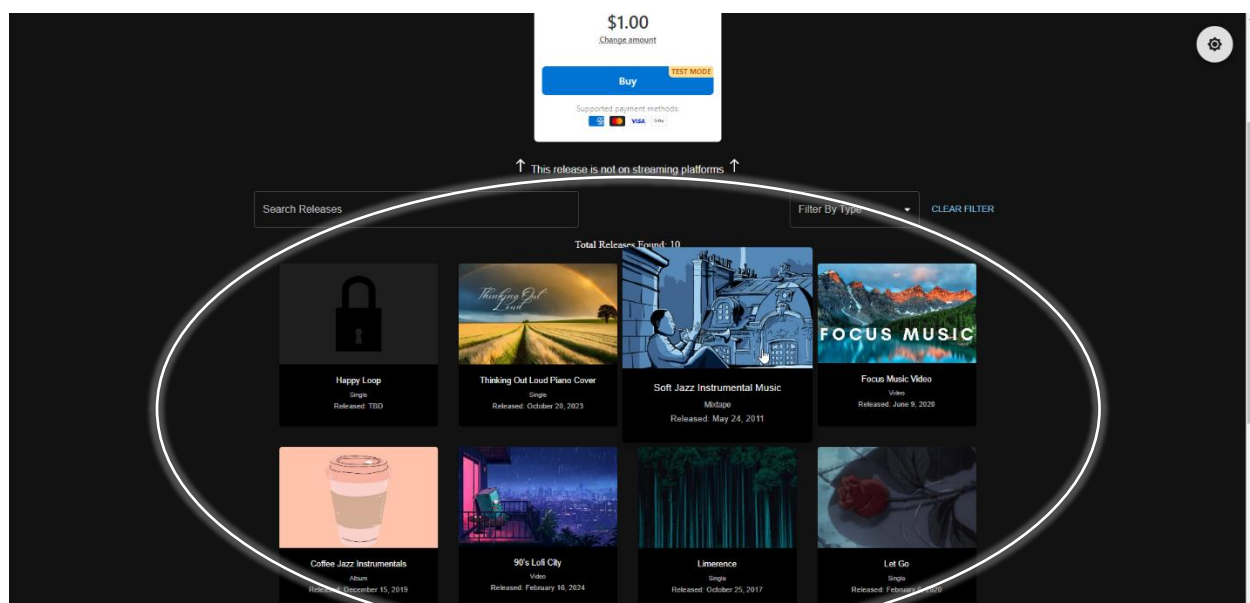 $1.00
Change amount
TEST MODE
Buy
Supported payment methods
VISA
↑ This release is not on streaming platforms ↑
Search Releases
Filter By Type
CLEAR FILTER
Total Releases Found: 10
Thinking Out
Loud
FOCUS MUSIC
Happy Loop
Single
Released: TBD
Thinking Out Loud Piano Cover
Single
Released: October 20, 2023
Soft Jazz Instrumental Music
Mixtape
Released: May 24, 2011
Focus Music Video
Video
Released: June 9, 2020
Coffee Jazz Instrumentals
Album
Released: December 15, 2019
90's Lofi City
Video
Released: February 16, 2024
Limerence
Single
Released: October 25, 2017
Let Go
Single
Released: February 2020